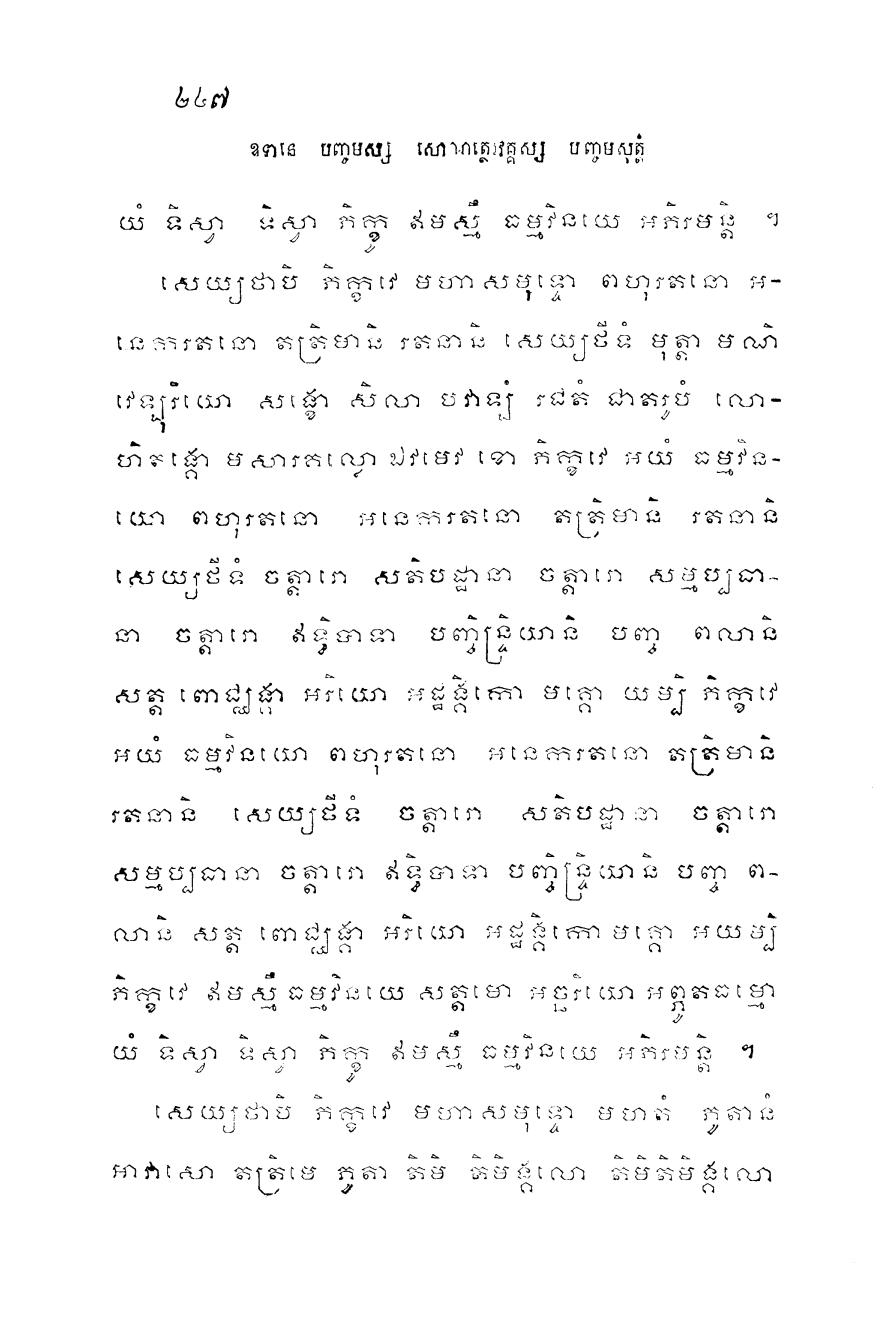 ២៤៧
ឧទានេ បញ្ចមស្ស សោណត្ថេរវគ្គស្ស បញ្ចមសុត្តំ
យំ ទិស្វា ទិស្វា ភិក្ខូ ឥមស្មឹ ធម្មវិនយេ អភិរមន្តិ ។
សេយ្យថាបិ ភិក្ខវេ មហាសមុទ្ទោ ពហុរតនោ អ-
នេករតនោ តត្រិមានិ រតនានិ សេយ្យថីទំ មុត្តា មណិ
វេឡុរិយោ សង្ខោ សិលា បវាឡំ រជតំ ជាតរូបំ លោ-
ហិតង្កោ មសារគល្លោ ឯវមេវ ខោ ភិក្ខវេ អយំ ធម្មវិន-
យោ ពហុរតនោ អនេករតនោ តត្រិមានិ រតនានិ
សេយ្យថីទំ ចត្តារោ សតិបដ្ឋានា ចត្តារោ សម្មប្បធា-
នា ចត្តារោ ឥទ្ធិបាទា បញ្ចិន្ទ្រិយានិ បញ្ច ពលានិ
សត្ត ពោជ្ឈង្គា អរិយោ អដ្ឋង្គិកោ មគ្គោ យម្បិ ភិក្ខវេ
អយំ ធម្មវិនយោ ពហុរតនោ អនេករតនោ តត្រិមានិ
រតនានិ សេយ្យថីទំ ចត្តារោ សតិបដ្ឋានា ចត្តារោ
សម្មប្បធានា ចត្តារោ ឥទ្ធិបាទា បញ្ចិន្ទ្រិយានិ បញ្ច ព-
លានិ សត្ត ពោជ្ឈង្គា អរិយោ អដ្ឋង្គិកោ មគ្គោ អយម្បិ
ភិក្ខវេ ឥមស្មឹ ធម្មវិនយេ សត្តមោ អច្ឆរិយោ អព្ភូតធម្មោ
យំ ទិស្វា ទិស្វា ភិក្ខូ ឥមស្មឹ ធម្មវិនយេ អភិរមន្តិ ។
សេយ្យថាបិ ភិក្ខវេ មហាសមុទ្ទោ មហតំ ភូតានំ
អាវាសោ តត្រិមេ ភូតា តិមិ តិមិង្គលោ តិមិតិមិង្គលោ